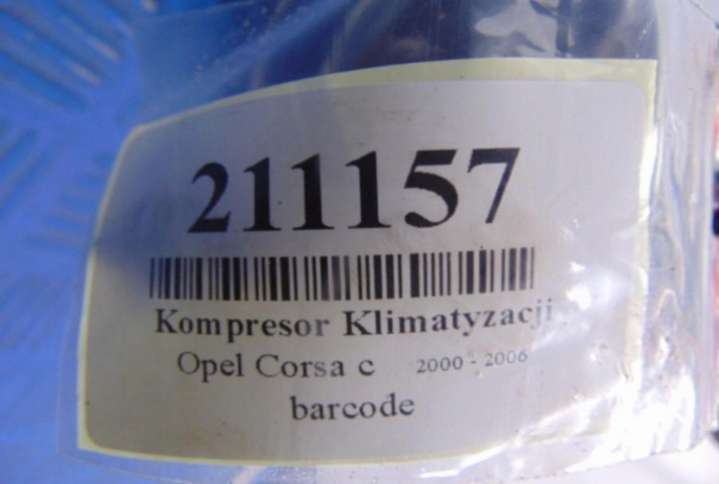 211157
Kompresor Klimatyzacji
Opel Corsa c 2000 - 2006
barcode